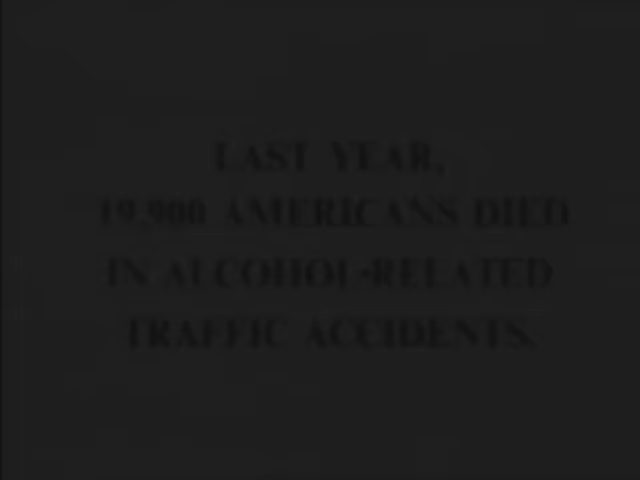 LAST YEAR,
19,900 AMERICANS DIED
IN ALCOHOL-RELATED
TRAFFIC ACCIDENTS.